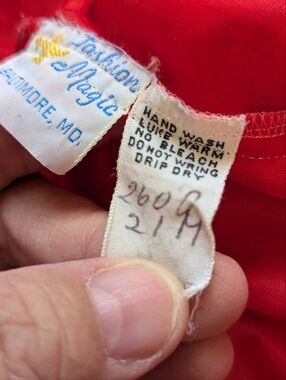 Fashion
Magic
BALTIMORE, MD.
HAND WASH
LUKE WARM
NO BLEACH
DO NOT WRING
DRIP DRY
260 G
21 M